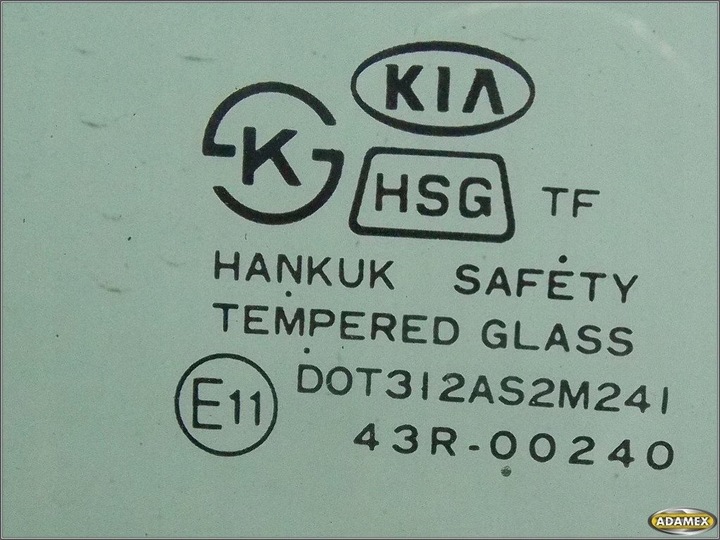 KIA
K
HSG TF
HANKUK SAFETY
TEMPERED GLASS
E11 DOT312AS2M241
43R-00240
ADAMEX